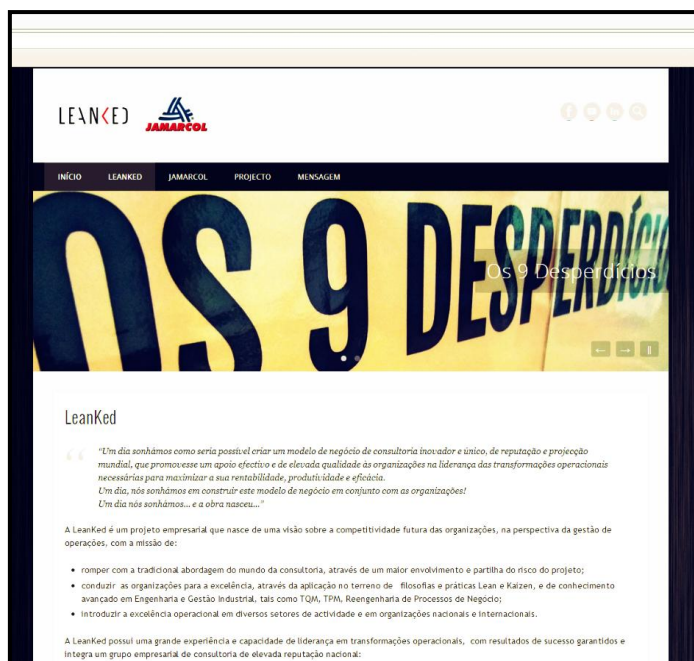 LEANKED JAMARCOL
INÍCIO LEANKED JAMARCOL PROJECTO MENSAGEM
OS 9 DESPERDÍCIOS
Os 9 Desperdícios
LeanKed
“Um dia sonhámos como seria possível criar um modelo de negócio de consultoria inovador e único, de reputação e projecção
mundial, que promovesse um apoio efectivo e de elevada qualidade às organizações na liderança das transformações operacionais
necessárias para maximizar a sua rentabilidade, produtividade e eficácia.
Um dia, nós sonhámos em construir este modelo de negócio em conjunto com as organizações!
Um dia nós sonhámos... e a obra nasceu...”
A LeanKed é um projeto empresarial que nasce de uma visão sobre a competitividade futura das organizações, na perspectiva da gestão de
operações, com a missão de:
• romper com a tradicional abordagem do mundo da consultoria, através de um maior envolvimento e partilha do risco do projeto;
• conduzir as organizações para a excelência, através da aplicação no terreno de filosofias e práticas Lean e Kaizen, e de conhecimento
avançado em Engenharia e Gestão Industrial, tais como TQM, TPM, Reengenharia de Processos de Negócio;
• introduzir a excelência operacional em diversos setores de actividade e em organizações nacionais e internacionais.
A LeanKed possui uma grande experiência e capacidade de liderança em transformações operacionais, com resultados de sucesso garantidos e
integra um grupo empresarial de consultoria de elevada reputação nacional: